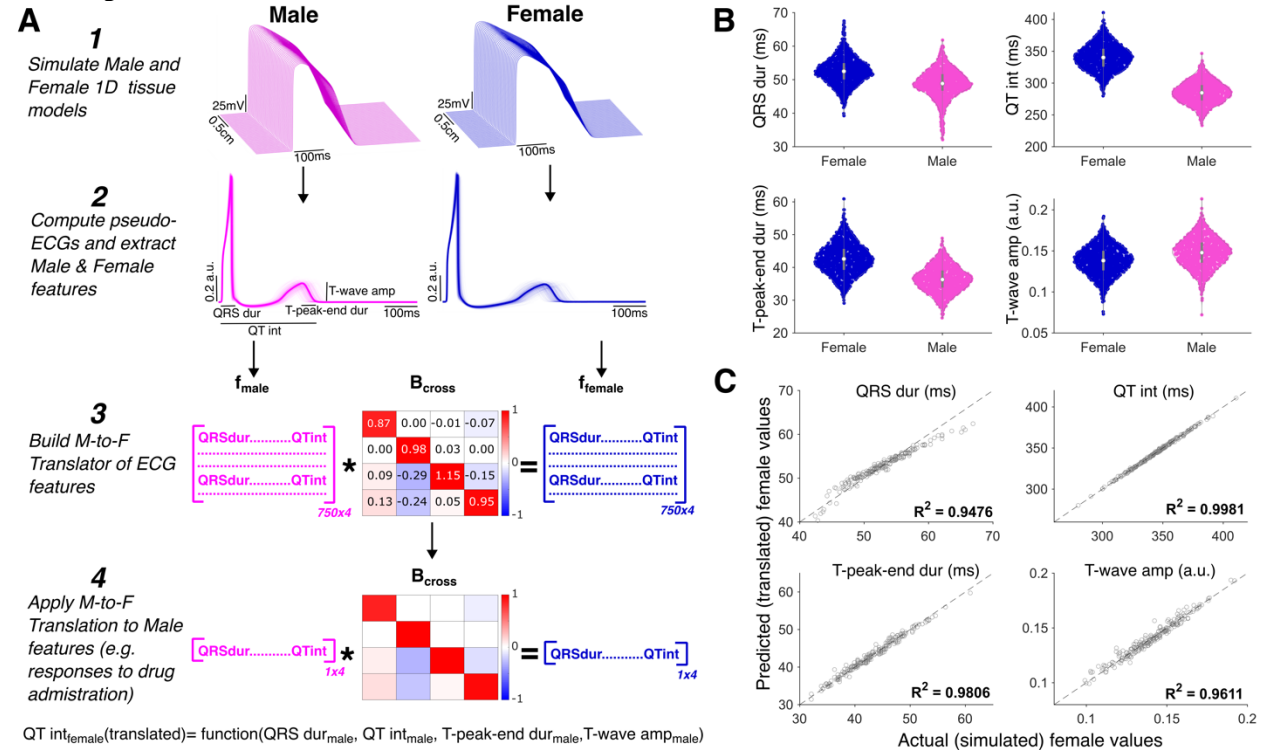 A
Male
Female
1
Simulate Male and
Female 1D tissue
models
25mV
0.5cm
100ms
25mV
0.5cm
100ms
2
Compute pseudo-
ECGs and extract
Male & Female
features
0.2 a.u.
T-wave amp
QRS dur
T-peak-end dur
100ms
QT int
0.2 a.u.
100ms
3
Build M-to-F
Translator of ECG
features
fmale
Bcross
ffemale
QRSdur...........QTint
QRSdur...........QTint
750x4
*
0.87 0.00 -0.01 -0.07
0.00 0.98 0.03 0.00
0.09 -0.29 1.15 -0.15
0.13 -0.24 0.05 0.95
1
0
-1
=
QRSdur...........QTint
QRSdur...........QTint
750x4
4
Apply M-to-F
Translation to Male
features (e.g.
responses to drug
admistration)
Bcross
QRSdur...........QTint
1x4
*
1
0
-1
=
QRSdur...........QTint
1x4
QT intfemale(translated)= function(QRS durmale, QT intmale, T-peak-end durmale,T-wave ampmale)
B
QRS dur (ms)
70
60
50
40
30
Female Male
QT int (ms)
400
350
300
250
200
Female Male
T-peak-end dur (ms)
60
50
40
30
20
Female Male
T-wave amp (a.u.)
0.2
0.15
0.1
0.05
Female Male
C
Predicted (translated) female values
QRS dur (ms)
70
60
50
40
40 50 60 70
R2 = 0.9476
QT int (ms)
400
350
300
300 350 400
R2 = 0.9981
T-peak-end dur (ms)
60
50
40
30
30 40 50 60
R2 = 0.9806
T-wave amp (a.u.)
0.2
0.15
0.1
0.1 0.15 0.2
R2 = 0.9611
Actual (simulated) female values